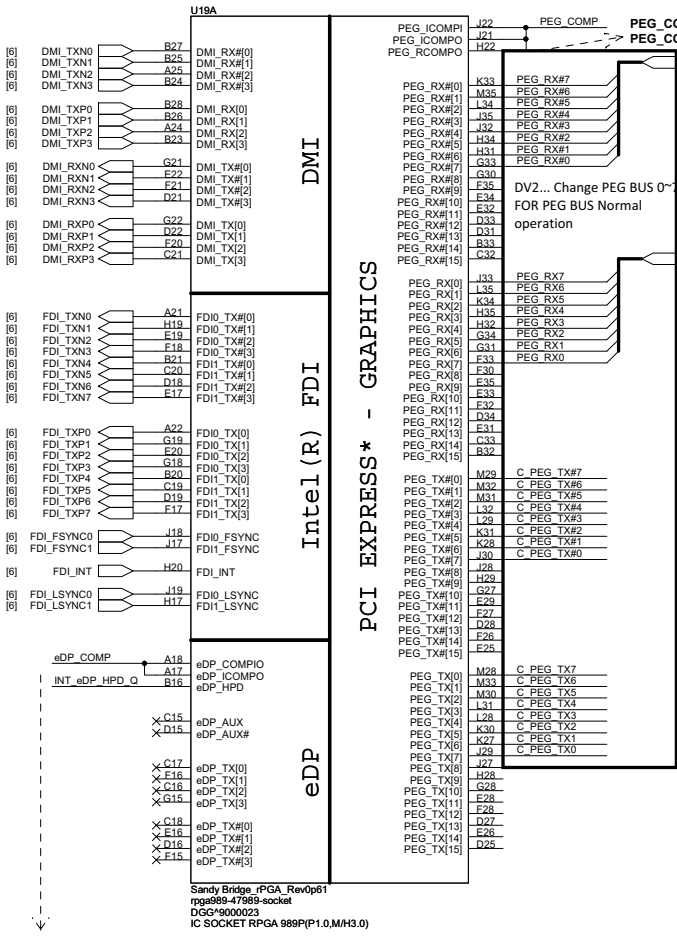 U19A
[6] DMI_TXN0 B27 DMI_RX#[0]
[6] DMI_TXN1 B25 DMI_RX#[1]
[6] DMI_TXN2 A25 DMI_RX#[2]
[6] DMI_TXN3 B24 DMI_RX#[3]
[6] DMI_TXP0 B28 DMI_RX[0]
[6] DMI_TXP1 B26 DMI_RX[1]
[6] DMI_TXP2 A24 DMI_RX[2]
[6] DMI_TXP3 B23 DMI_RX[3]
[6] DMI_RXN0 G21 DMI_TX#[0]
[6] DMI_RXN1 E22 DMI_TX#[1]
[6] DMI_RXN2 F21 DMI_TX#[2]
[6] DMI_RXN3 D21 DMI_TX#[3]
[6] DMI_RXP0 G22 DMI_TX[0]
[6] DMI_RXP1 D22 DMI_TX[1]
[6] DMI_RXP2 F20 DMI_TX[2]
[6] DMI_RXP3 C21 DMI_TX[3]
DMI
[6] FDI_TXN0 A21 FDI0_TX#[0]
[6] FDI_TXN1 H19 FDI0_TX#[1]
[6] FDI_TXN2 E19 FDI0_TX#[2]
[6] FDI_TXN3 F18 FDI0_TX#[3]
[6] FDI_TXN4 B21 FDI1_TX#[0]
[6] FDI_TXN5 C20 FDI1_TX#[1]
[6] FDI_TXN6 D18 FDI1_TX#[2]
[6] FDI_TXN7 E17 FDI1_TX#[3]
[6] FDI_TXP0 A22 FDI0_TX[0]
[6] FDI_TXP1 G19 FDI0_TX[1]
[6] FDI_TXP2 E20 FDI0_TX[2]
[6] FDI_TXP3 G18 FDI0_TX[3]
[6] FDI_TXP4 B20 FDI1_TX[0]
[6] FDI_TXP5 C19 FDI1_TX[1]
[6] FDI_TXP6 D19 FDI1_TX[2]
[6] FDI_TXP7 F17 FDI1_TX[3]
[6] FDI_FSYNC0 J18 FDI0_FSYNC
[6] FDI_FSYNC1 J17 FDI1_FSYNC
[6] FDI_INT H20 FDI_INT
[6] FDI_LSYNC0 J19 FDI0_LSYNC
[6] FDI_LSYNC1 H17 FDI1_LSYNC
Intel(R) FDI
eDP_COMP A18 eDP_COMPIO
A17 eDP_ICOMPO
INT_eDP_HPD_Q B16 eDP_HPD
C15 eDP_AUX
D15 eDP_AUX#
C17 eDP_TX[0]
F16 eDP_TX[1]
C16 eDP_TX[2]
G15 eDP_TX[3]
C18 eDP_TX#[0]
E16 eDP_TX#[1]
D16 eDP_TX#[2]
F15 eDP_TX#[3]
eDP
PCI EXPRESS* - GRAPHICS
PEG_ICOMPI J22 PEG_COMP PEG_CO
PEG_ICOMPO J21 PEG_CO
PEG_RCOMPO H22
PEG_RX#[0] K33 PEG_RX#7
PEG_RX#[1] M35 PEG_RX#6
PEG_RX#[2] L34 PEG_RX#5
PEG_RX#[3] J35 PEG_RX#4
PEG_RX#[4] J32 PEG_RX#3
PEG_RX#[5] H34 PEG_RX#2
PEG_RX#[6] H31 PEG_RX#1
PEG_RX#[7] G33 PEG_RX#0
PEG_RX#[8] G30
PEG_RX#[9] F35
PEG_RX#[10] E34
PEG_RX#[11] E32
PEG_RX#[12] D33
PEG_RX#[13] D31
PEG_RX#[14] B33
PEG_RX#[15] C32
DV2... Change PEG BUS 0~7
FOR PEG BUS Normal
operation
PEG_RX[0] J33 PEG_RX7
PEG_RX[1] L35 PEG_RX6
PEG_RX[2] K34 PEG_RX5
PEG_RX[3] H35 PEG_RX4
PEG_RX[4] H32 PEG_RX3
PEG_RX[5] G34 PEG_RX2
PEG_RX[6] G31 PEG_RX1
PEG_RX[7] F33 PEG_RX0
PEG_RX[8] F30
PEG_RX[9] E35
PEG_RX[10] E33
PEG_RX[11] F32
PEG_RX[12] D34
PEG_RX[13] E31
PEG_RX[14] C33
PEG_RX[15] B32
PEG_TX#[0] M29 C_PEG_TX#7
PEG_TX#[1] M32 C_PEG_TX#6
PEG_TX#[2] M31 C_PEG_TX#5
PEG_TX#[3] L32 C_PEG_TX#4
PEG_TX#[4] L29 C_PEG_TX#3
PEG_TX#[5] K31 C_PEG_TX#2
PEG_TX#[6] K28 C_PEG_TX#1
PEG_TX#[7] J30 C_PEG_TX#0
PEG_TX#[8] J28
PEG_TX#[9] H29
PEG_TX#[10] G27
PEG_TX#[11] E29
PEG_TX#[12] F27
PEG_TX#[13] D28
PEG_TX#[14] F26
PEG_TX#[15] E25
PEG_TX[0] M28 C_PEG_TX7
PEG_TX[1] M33 C_PEG_TX6
PEG_TX[2] M30 C_PEG_TX5
PEG_TX[3] L31 C_PEG_TX4
PEG_TX[4] L28 C_PEG_TX3
PEG_TX[5] K30 C_PEG_TX2
PEG_TX[6] K27 C_PEG_TX1
PEG_TX[7] J29 C_PEG_TX0
PEG_TX[8] J27
PEG_TX[9] H28
PEG_TX[10] G28
PEG_TX[11] E28
PEG_TX[12] F28
PEG_TX[13] D27
PEG_TX[14] E26
PEG_TX[15] D25
Sandy Bridge_rPGA_Rev0p61
rpga989-47989-socket
DGG^9000023
IC SOCKET RPGA 989P(P1.0,M/H3.0)